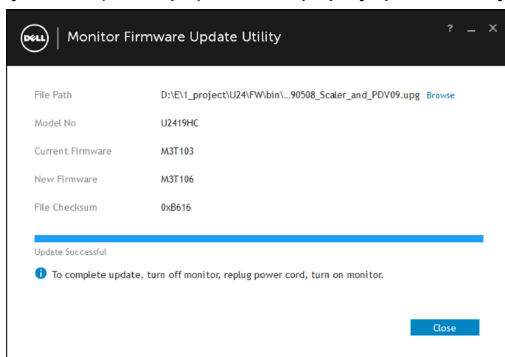 DELL | Monitor Firmware Update Utility ? _ ×
File Path D:\E\1_project\U24\FW\bin\...90508_Scaler_and_PDV09.upg Browse
Model No U2419HC
Current Firmware M3T103
New Firmware M3T106
File Checksum 0xB616
Update Successful
To complete update, turn off monitor, replug power cord, turn on monitor.
Close